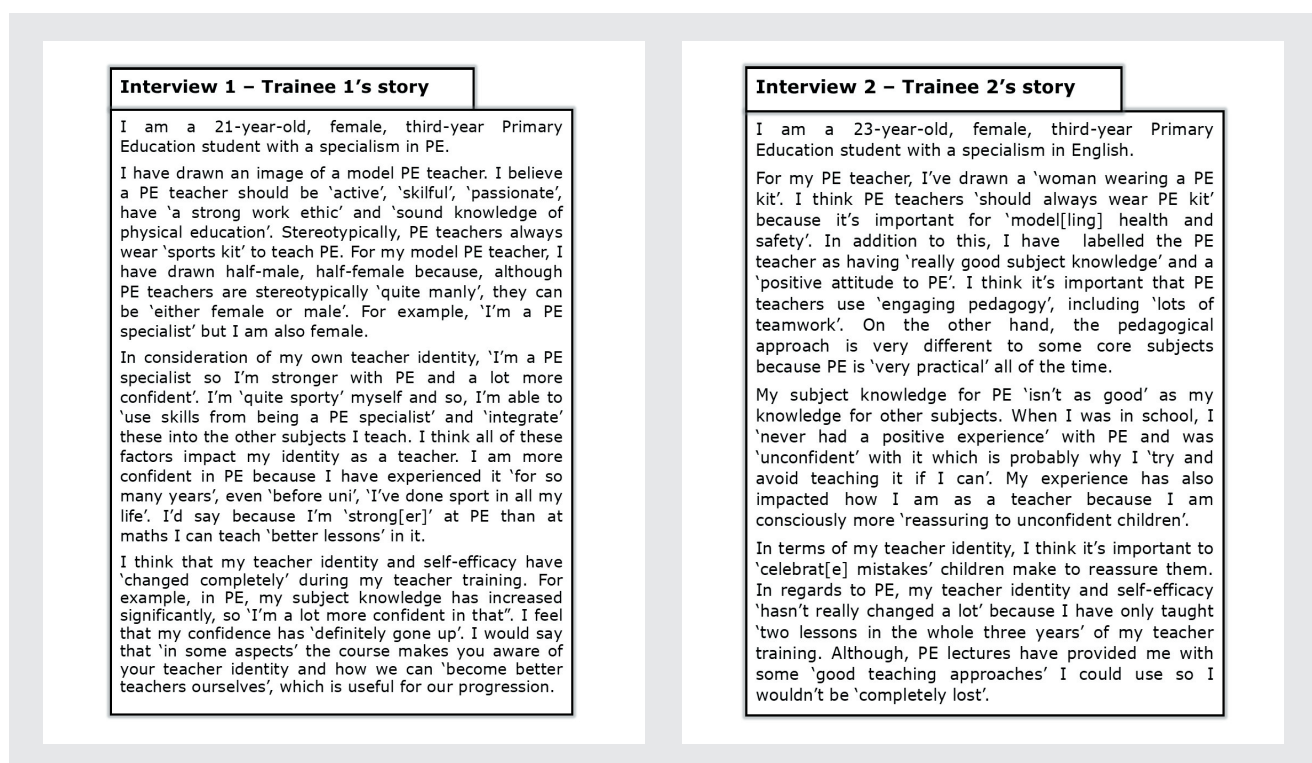 Interview 1 – Trainee 1’s story
I am a 21-year-old, female, third-year Primary
Education student with a specialism in PE.
I have drawn an image of a model PE teacher. I believe
a PE teacher should be ‘active’, ‘skilful’, ‘passionate’,
have ‘a strong work ethic’ and ‘sound knowledge of
physical education’. Stereotypically, PE teachers always
wear ‘sports kit’ to teach PE. For my model PE teacher, I
have drawn half-male, half-female because, although
PE teachers are stereotypically ‘quite manly’, they can
be ‘either female or male’. For example, ‘I’m a PE
specialist’ but I am also female.
In consideration of my own teacher identity, ‘I’m a PE
specialist so I’m stronger with PE and a lot more
confident’. I’m ‘quite sporty’ myself and so, I’m able to
‘use skills from being a PE specialist’ and ‘integrate’
these into the other subjects I teach. I think all of these
factors impact my identity as a teacher. I am more
confident in PE because I have experienced it ‘for so
many years’, even ‘before uni’, ‘I’ve done sport in all my
life’. I’d say because I’m ‘strong[er]’ at PE than at
maths I can teach ‘better lessons’ in it.
I think that my teacher identity and self-efficacy have
‘changed completely’ during my teacher training. For
example, in PE, my subject knowledge has increased
significantly, so ‘I’m a lot more confident in that”. I feel
that my confidence has ‘definitely gone up’. I would say
that ‘in some aspects’ the course makes you aware of
your teacher identity and how we can ‘become better
teachers ourselves’, which is useful for our progression.
Interview 2 – Trainee 2’s story
I am a 23-year-old, female, third-year Primary
Education student with a specialism in English.
For my PE teacher, I’ve drawn a ‘woman wearing a PE
kit’. I think PE teachers ‘should always wear PE kit’
because it’s important for ‘model[ling] health and
safety’. In addition to this, I have labelled the PE
teacher as having ‘really good subject knowledge’ and a
‘positive attitude to PE’. I think it’s important that PE
teachers use ‘engaging pedagogy’, including ‘lots of
teamwork’. On the other hand, the pedagogical
approach is very different to some core subjects
because PE is ‘very practical’ all of the time.
My subject knowledge for PE ‘isn’t as good’ as my
knowledge for other subjects. When I was in school, I
‘never had a positive experience’ with PE and was
‘unconfident’ with it which is probably why I ‘try and
avoid teaching it if I can’. My experience has also
impacted how I am as a teacher because I am
consciously more ‘reassuring to unconfident children’.
In terms of my teacher identity, I think it’s important to
‘celebrat[e] mistakes’ children make to reassure them.
In regards to PE, my teacher identity and self-efficacy
‘hasn’t really changed a lot’ because I have only taught
‘two lessons in the whole three years’ of my teacher
training. Although, PE lectures have provided me with
some ‘good teaching approaches’ I could use so I
wouldn’t be ‘completely lost’.